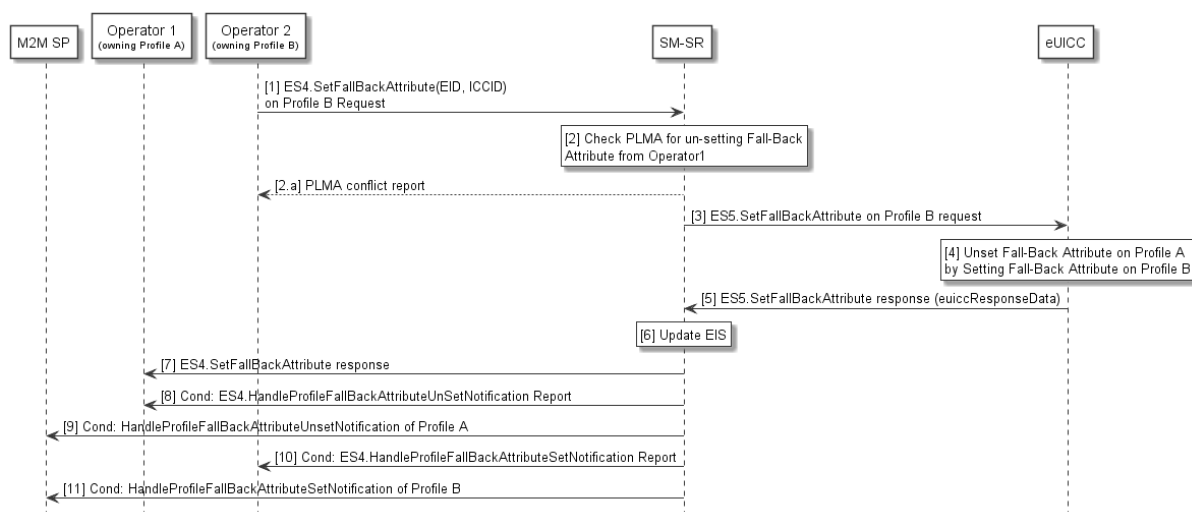 M2M SP
Operator 1
(owning Profile A)
Operator 2
(owning Profile B)
SM-SR
eUICC
[1] ES4.SetFallBackAttribute(EID, ICCID)
on Profile B Request
[2] Check PLMA for un-setting Fall-Back
Attribute from Operator1
[2.a] PLMA conflict report
[3] ES5.SetFallBackAttribute on Profile B request
[4] Unset Fall-Back Attribute on Profile A
by Setting Fall-Back Attribute on Profile B
[5] ES5.SetFallBackAttribute response (euiccResponseData)
[6] Update EIS
[7] ES4.SetFallBackAttribute response
[8] Cond: ES4.HandleProfileFallBackAttributeUnSetNotification Report
[9] Cond: HandleProfileFallBackAttributeUnsetNotification of Profile A
[10] Cond: ES4.HandleProfileFallBackAttributeSetNotification Report
[11] Cond: HandleProfileFallBackAttributeSetNotification of Profile B